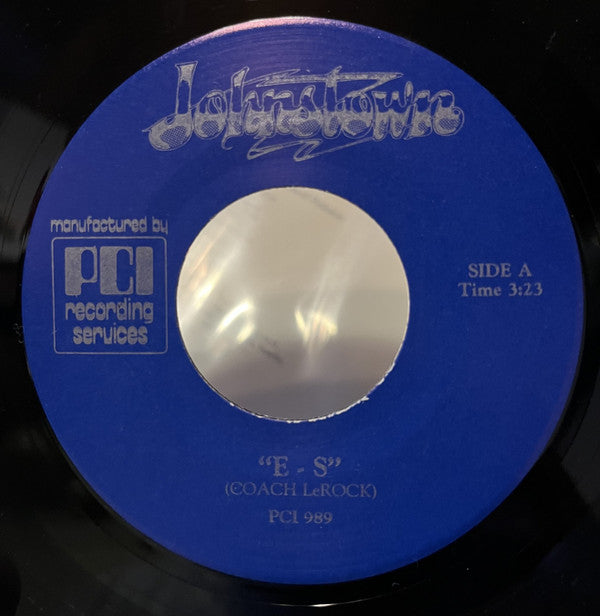 Johnstown
manufactured by
PCI
recording
services
SIDE A
Time 3:23
"E - S"
(COACH LeROCK)
PCI 989